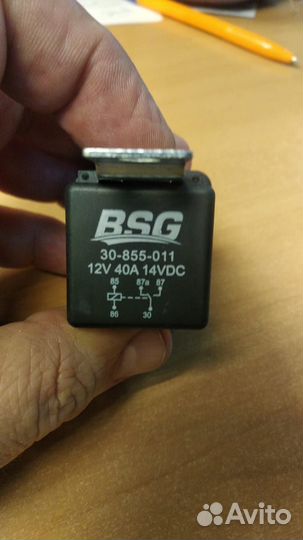 BSG
30-855-011
12V 40A 14VDC
85 87a 87
86 30
Avito